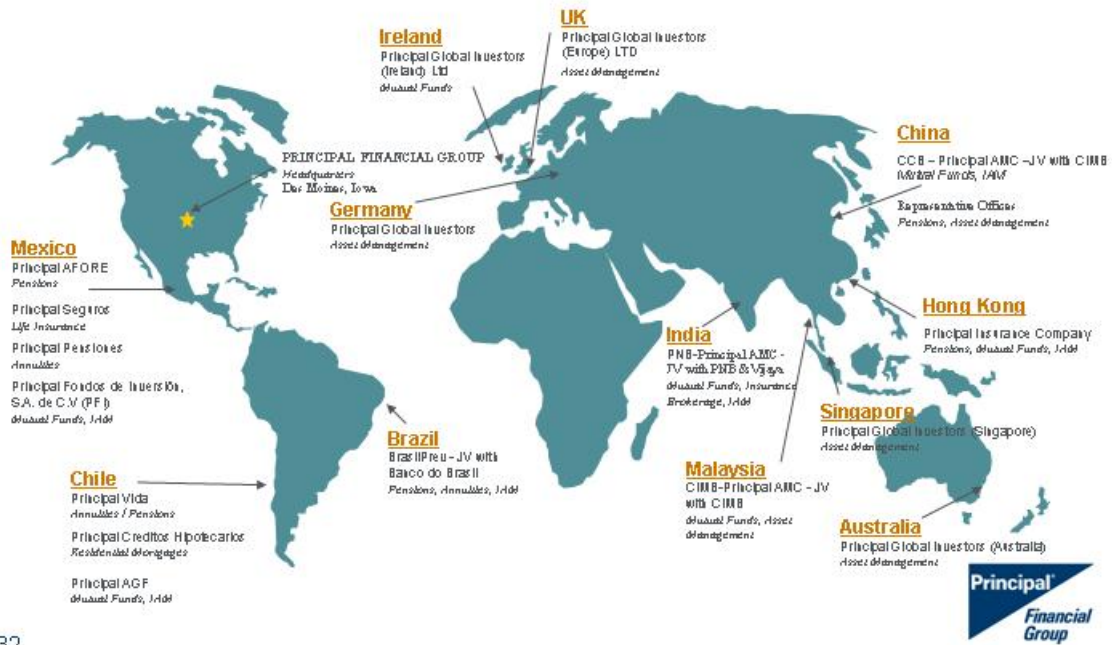 UK
Principal Global Investors
(Europe) LTD
Asset Management
Ireland
Principal Global Investors
(Ireland) Ltd
Mutual Funds
China
CCB – Principal AMC – JV with CIMB
Mutual Funds, IAM
Representative Offices
Pensions, Asset Management
PRINCIPAL FINANCIAL GROUP
Headquarters
Des Moines, Iowa
Germany
Principal Global Investors
Asset Management
Mexico
Principal AFORE
Pensions
Principal Seguros
Life Insurance
Principal Pensiones
Annuities
Principal Fondos de Inversión,
S.A. de C.V (PFI)
Mutual Funds, IAM
Hong Kong
Principal Insurance Company
Pensions, Mutual Funds, IAM
India
PNB-Principal AMC -
JV with PNB & Vijaya
Mutual Funds, Insurance
Brokerage, IAM
Singapore
Principal Global Investors (Singapore)
Asset Management
Brazil
BrasilPrev - JV with
Banco do Brasil
Pensions, Annuities, IAM
Malaysia
CIMB-Principal AMC - JV
with CIMB
Mutual Funds, Asset
Management
Chile
Principal Vida
Annuities / Pensions
Principal Creditos Hipotecarios
Residential Mortgages
Principal AGF
Mutual Funds, IAM
Australia
Principal Global Investors (Australia)
Asset Management
Principal
Financial
Group